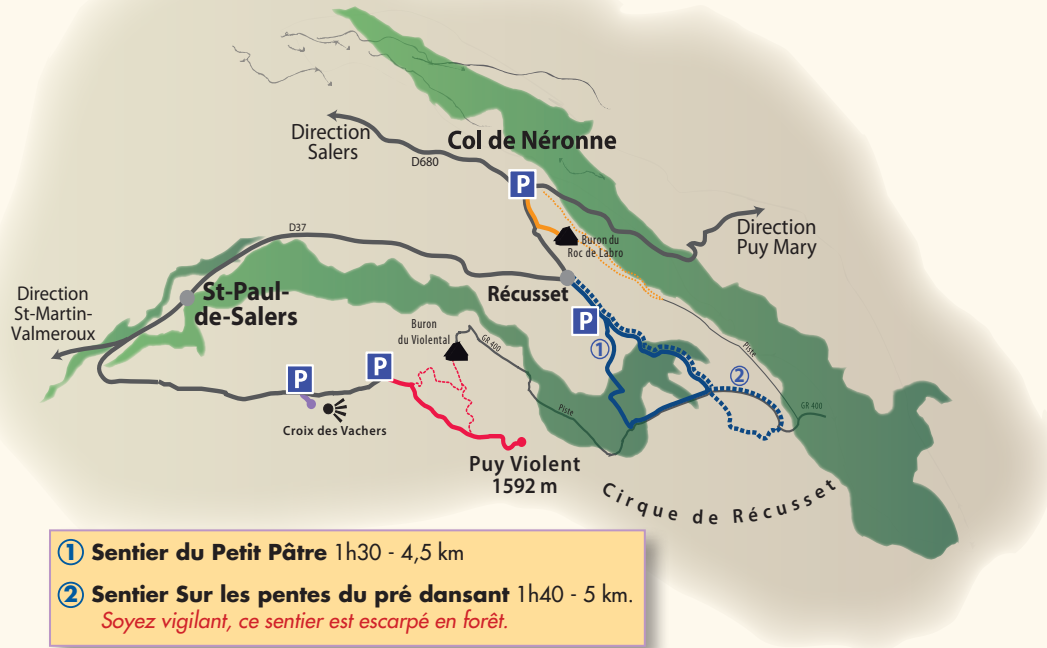 Direction
Salers
D680
Col de Néronne
P
Buron du
Roc de Labro
Direction
Puy Mary
D37
Direction
St-Martin-
Valmeroux
St-Paul-
de-Salers
Récusset
P
1
Buron
du Violental
GR 400
P
P
Croix des Vachers
Piste
Piste
2
GR 400
Puy Violent
1592 m
Cirque de Récusset
1 Sentier du Petit Pâtre 1h30 - 4,5 km
2 Sentier Sur les pentes du pré dansant 1h40 - 5 km.
Soyez vigilant, ce sentier est escarpé en forêt.